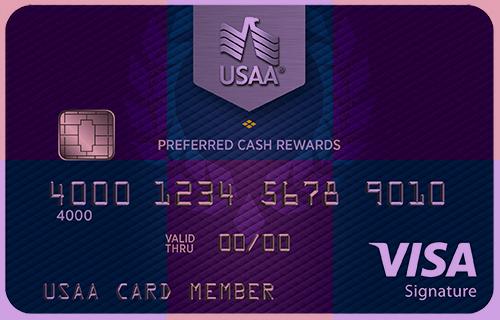 USAA®
PREFERRED CASH REWARDS
4000 1234 5678 9010
4000
VALID THRU 00/00
VISA
USAA CARD MEMBER
Signature